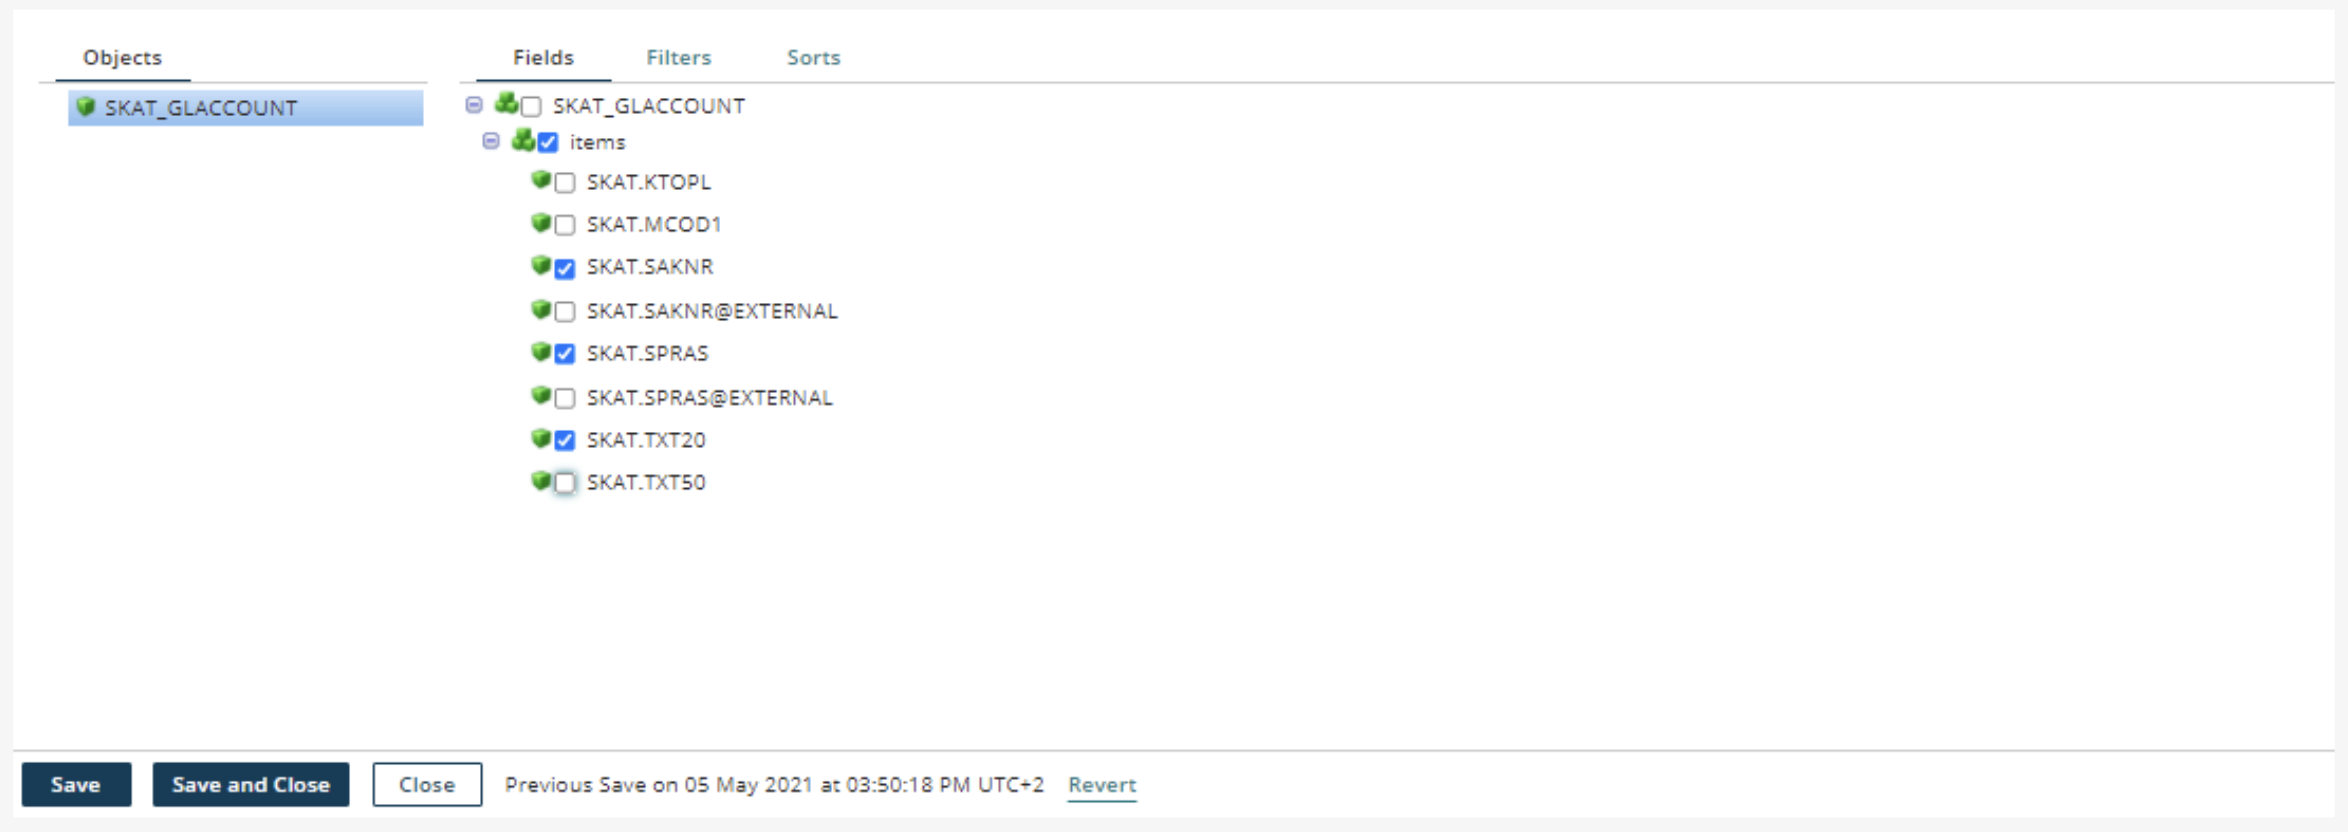 Objects
Fields Filters Sorts
SKAT_GLACCOUNT
SKAT_GLACCOUNT
items
SKAT.KTOPL
SKAT.MCOD1
SKAT.SAKNR
SKAT.SAKNR@EXTERNAL
SKAT.SPRAS
SKAT.SPRAS@EXTERNAL
SKAT.TXT20
SKAT.TXT50
Save Save and Close Close Previous Save on 05 May 2021 at 03:50:18 PM UTC+2 Revert